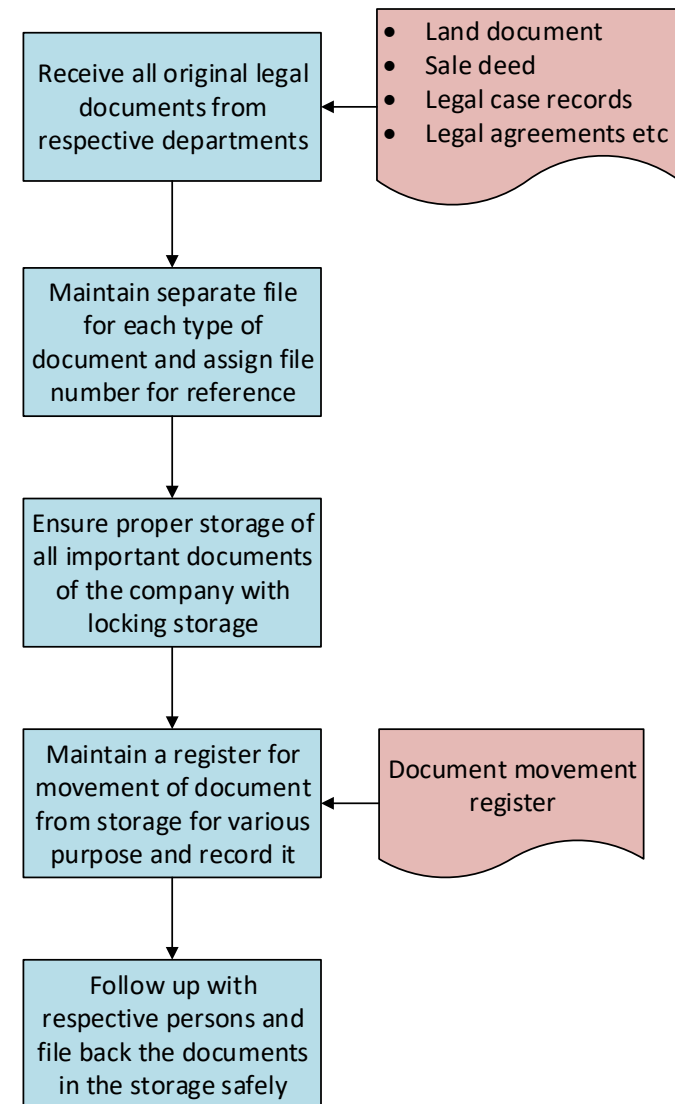 Receive all original legal
documents from
respective departments
• Land document
• Sale deed
• Legal case records
• Legal agreements etc
Maintain separate file
for each type of
document and assign file
number for reference
Ensure proper storage of
all important documents
of the company with
locking storage
Maintain a register for
movement of document
from storage for various
purpose and record it
Document movement
register
Follow up with
respective persons and
file back the documents
in the storage safely